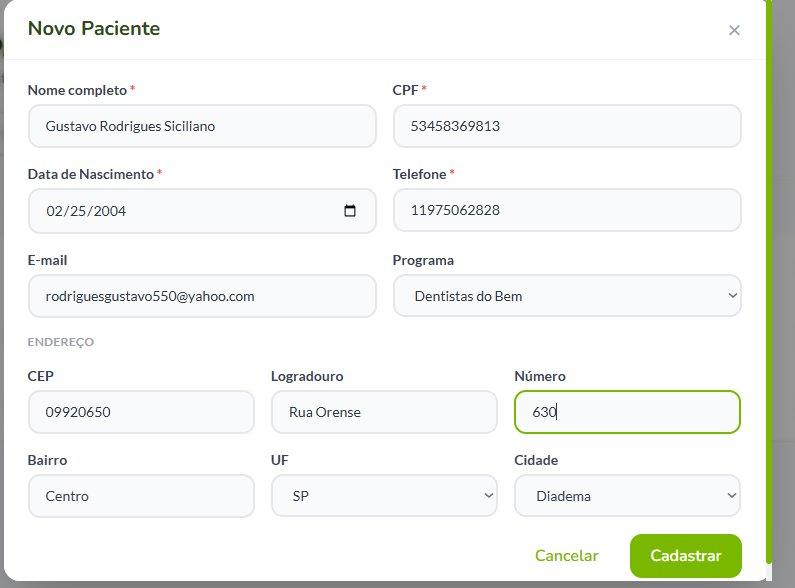 Novo Paciente
Nome completo *
CPF *
Gustavo Rodrigues Siciliano
53458369813
Data de Nascimento *
Telefone *
02/25/2004
11975062828
E-mail
Programa
rodriguesgustavo550@yahoo.com
Dentistas do Bem
ENDEREÇO
CEP
Logradouro
Número
09920650
Rua Orense
630
Bairro
UF
Cidade
Centro
SP
Diadema
Cancelar
Cadastrar